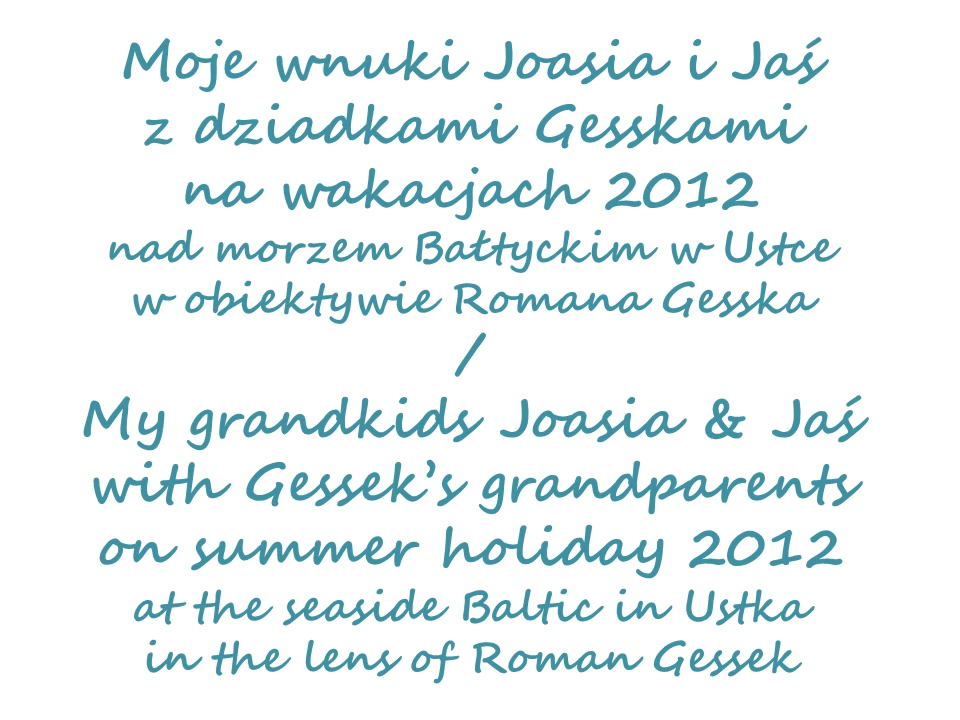 Moje wnuki Joasia i Jaś
z dziadkami Gesskami
na wakacjach 2012
nad morzem Bałtyckim w Ustce
w obiektywie Romana Gesska
/
My grandkids Joasia & Jaś
with Gessek’s grandparents
on summer holiday 2012
at the seaside Baltic in Ustka
in the lens of Roman Gessek